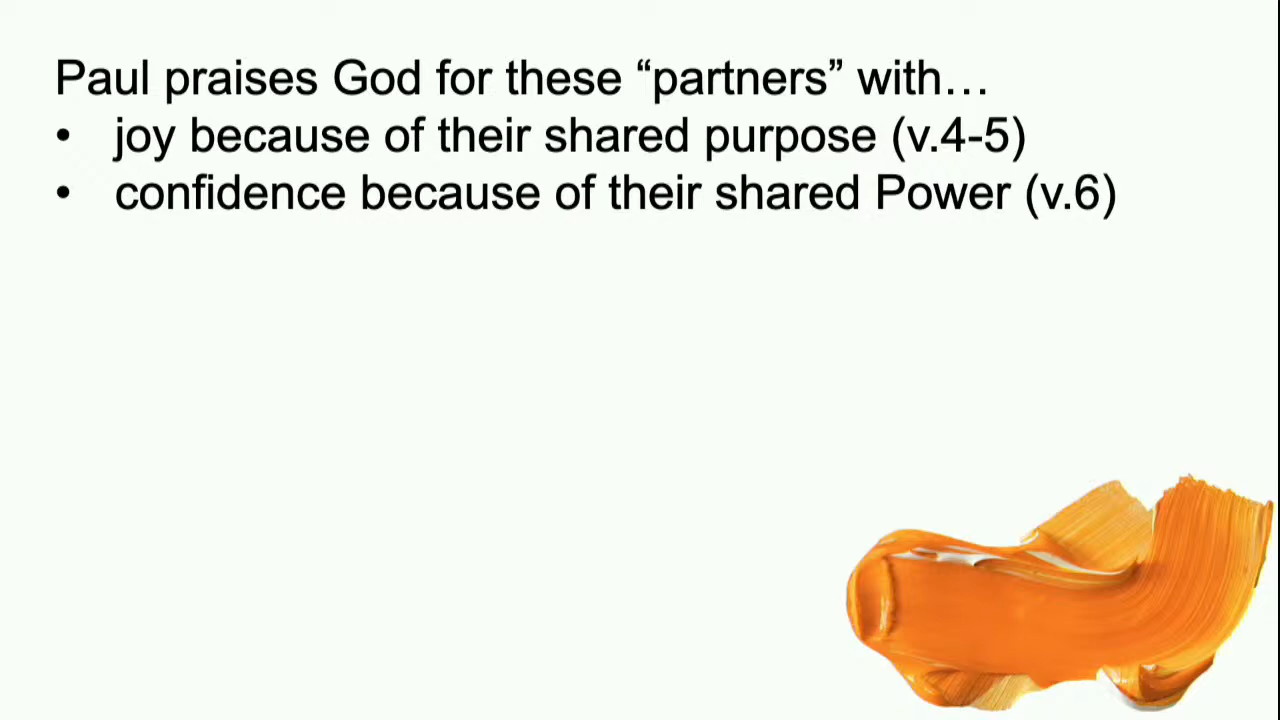 Paul praises God for these “partners” with…
• joy because of their shared purpose (v.4-5)
• confidence because of their shared Power (v.6)